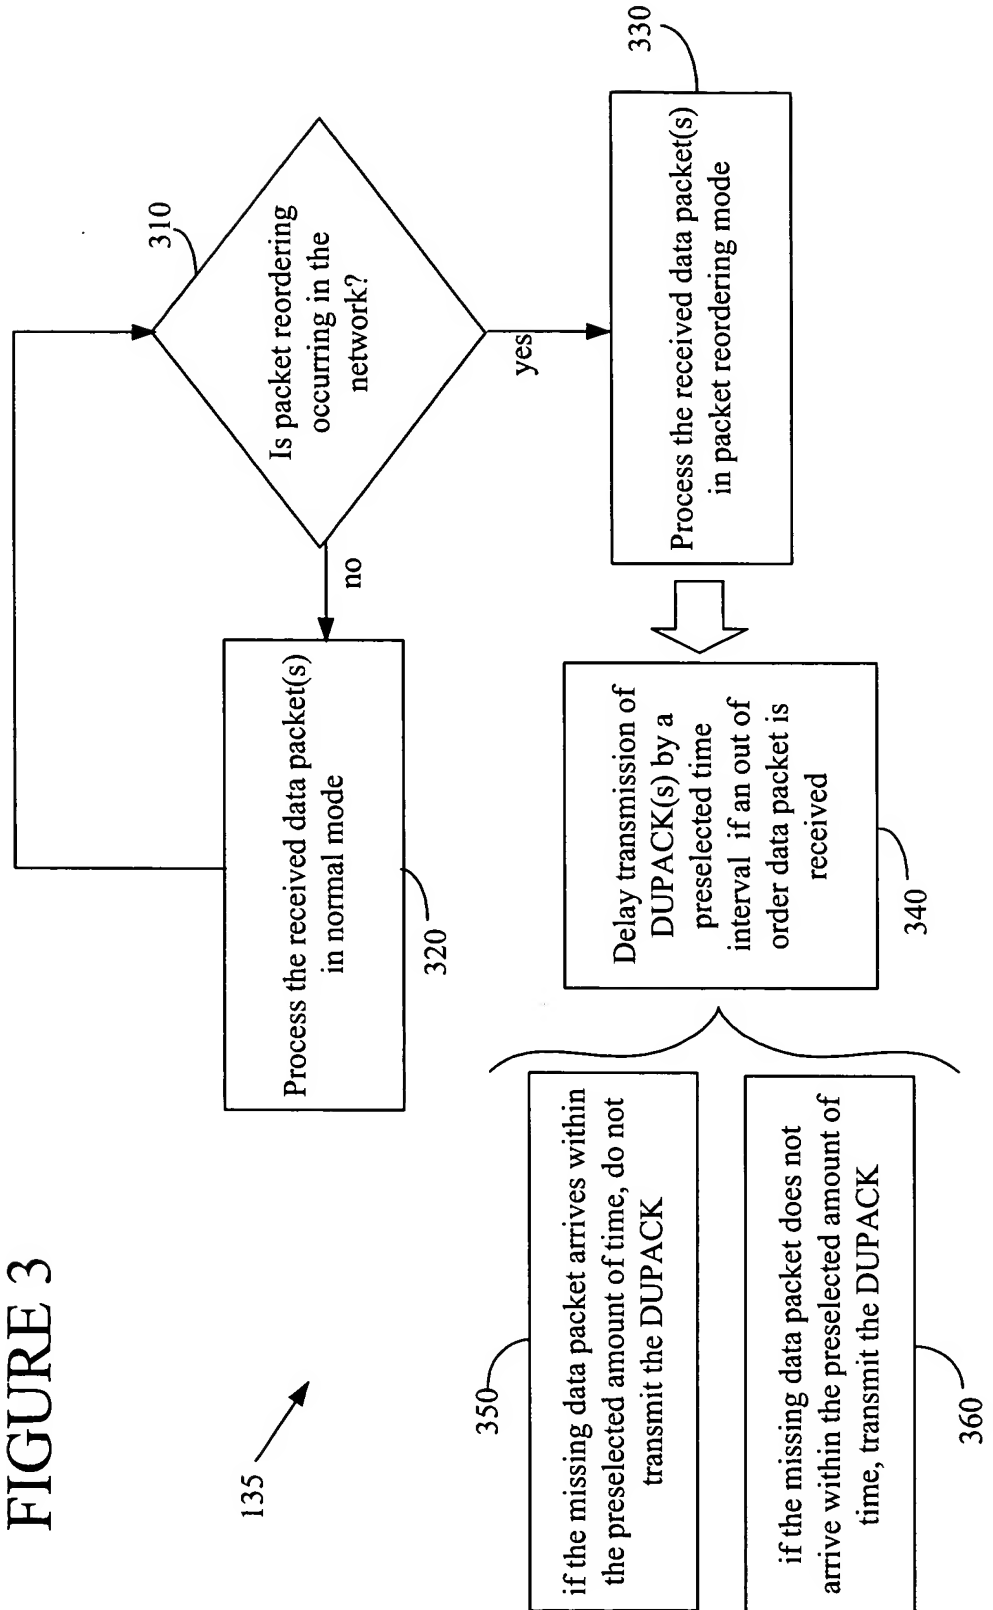 FIGURE 3
135
310
Is packet reordering
occurring in the
network?
no
yes
Process the received data packet(s)
in normal mode
320
330
Process the received data packet(s)
in packet reordering mode
Delay transmission of
DUPACK(s) by a
preselected time
interval if an out of
order data packet is
received
340
350
if the missing data packet arrives within
the preselected amount of time, do not
transmit the DUPACK
if the missing data packet does not
arrive within the preselected amount of
time, transmit the DUPACK
360